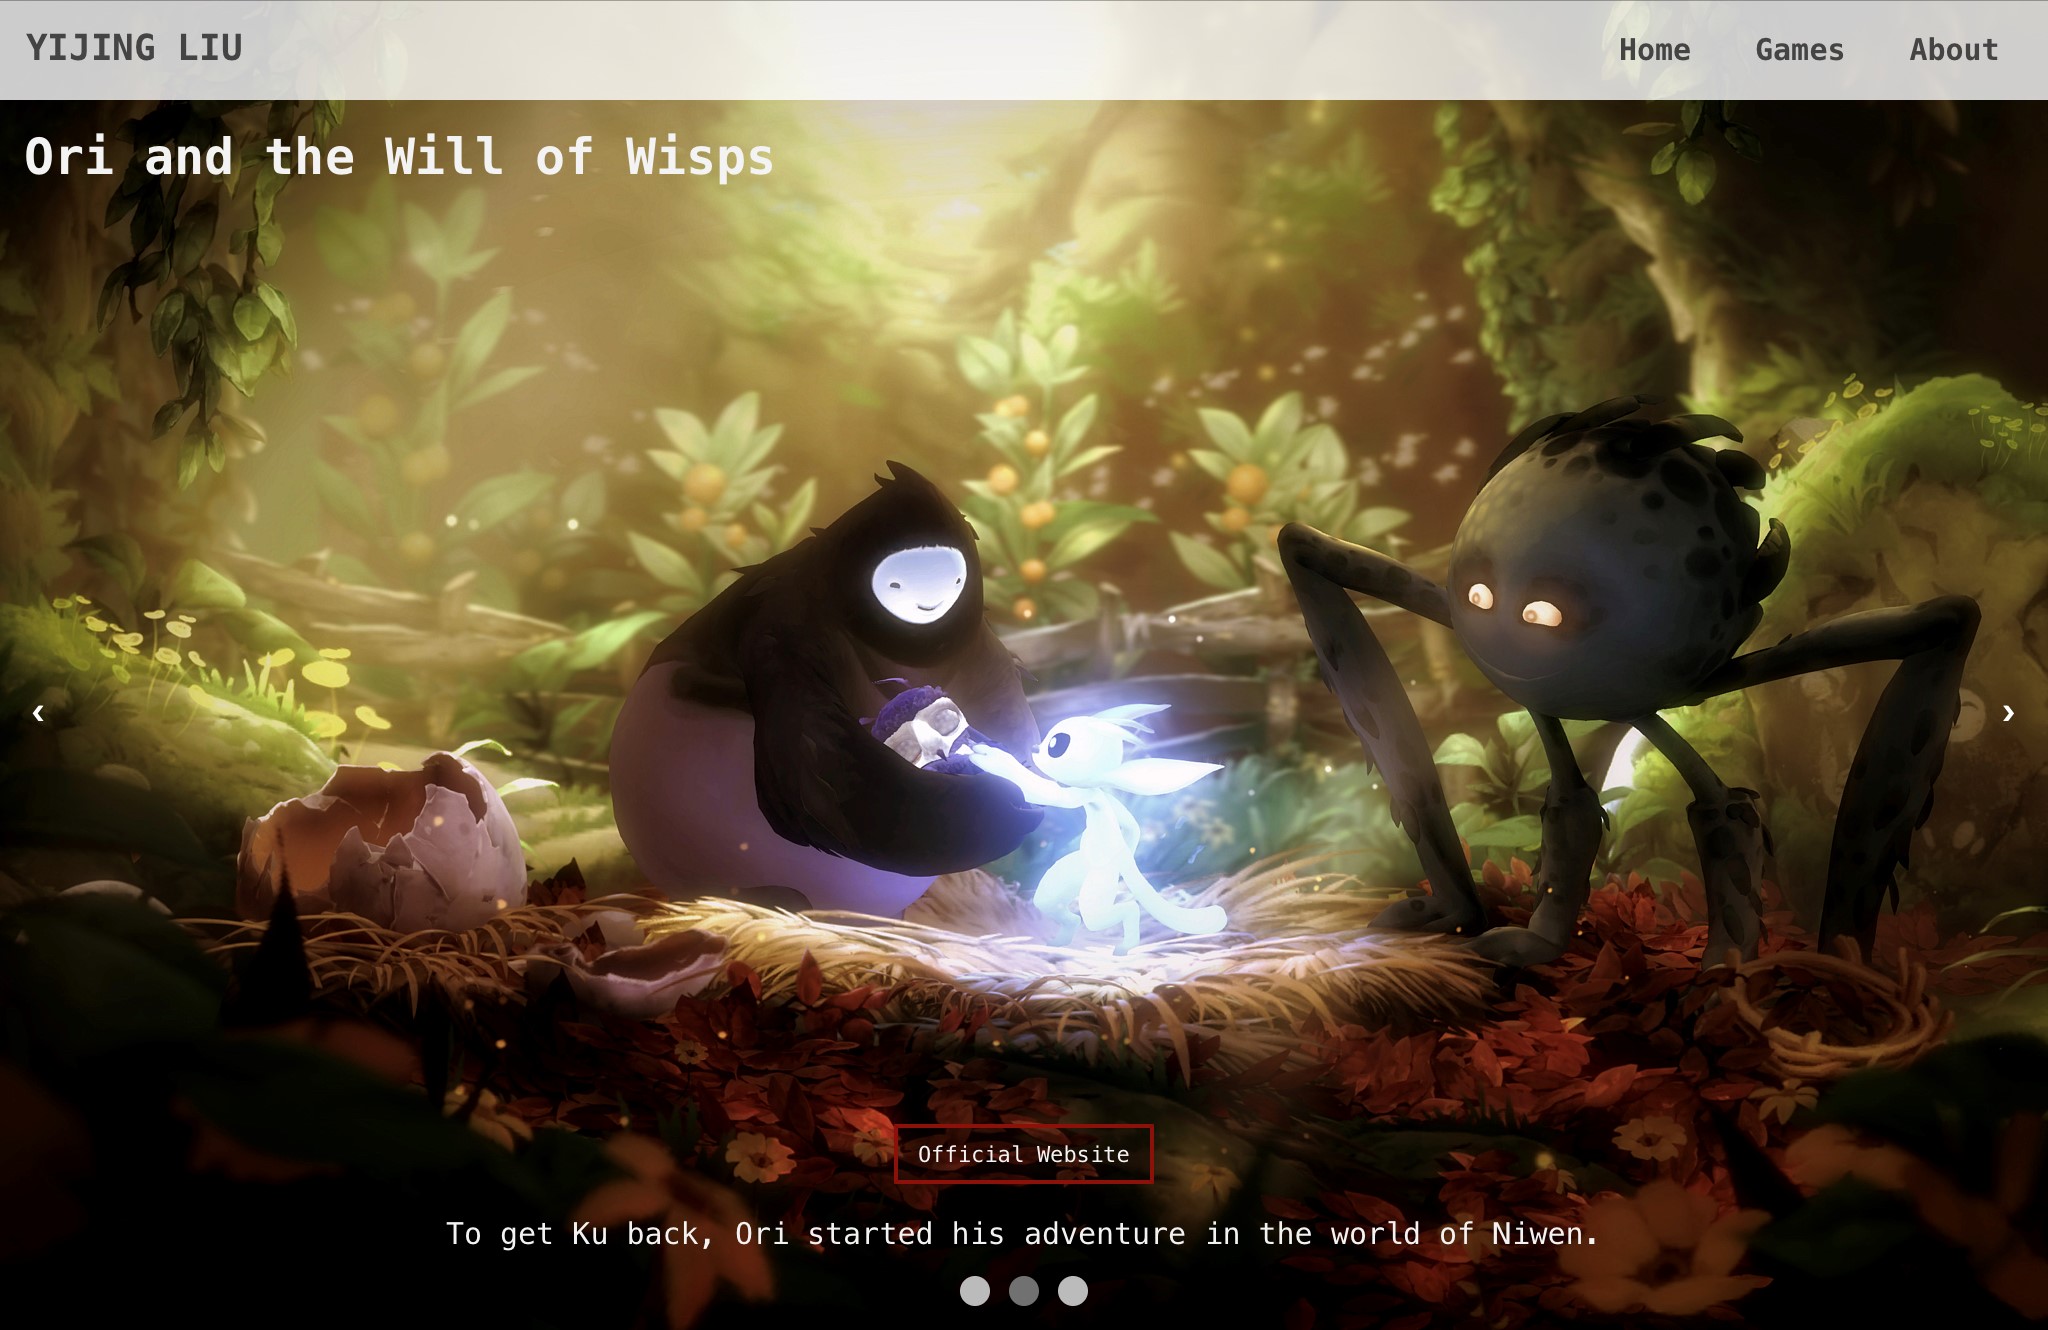 YIJING LIU
Home Games About
Ori and the Will of Wisps
‹ ›
Official Website
To get Ku back, Ori started his adventure in the world of Niwen.